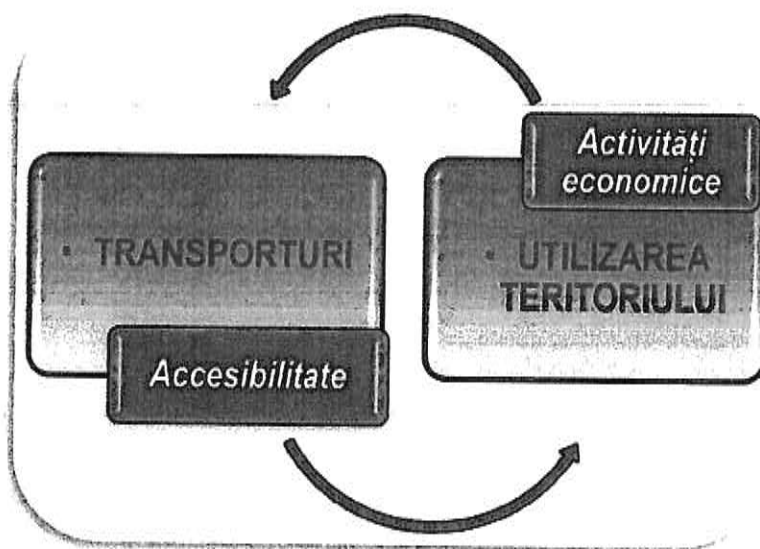 • TRANSPORTURI
Accesibilitate
Activități
economice
• UTILIZAREA
TERITORIULUI